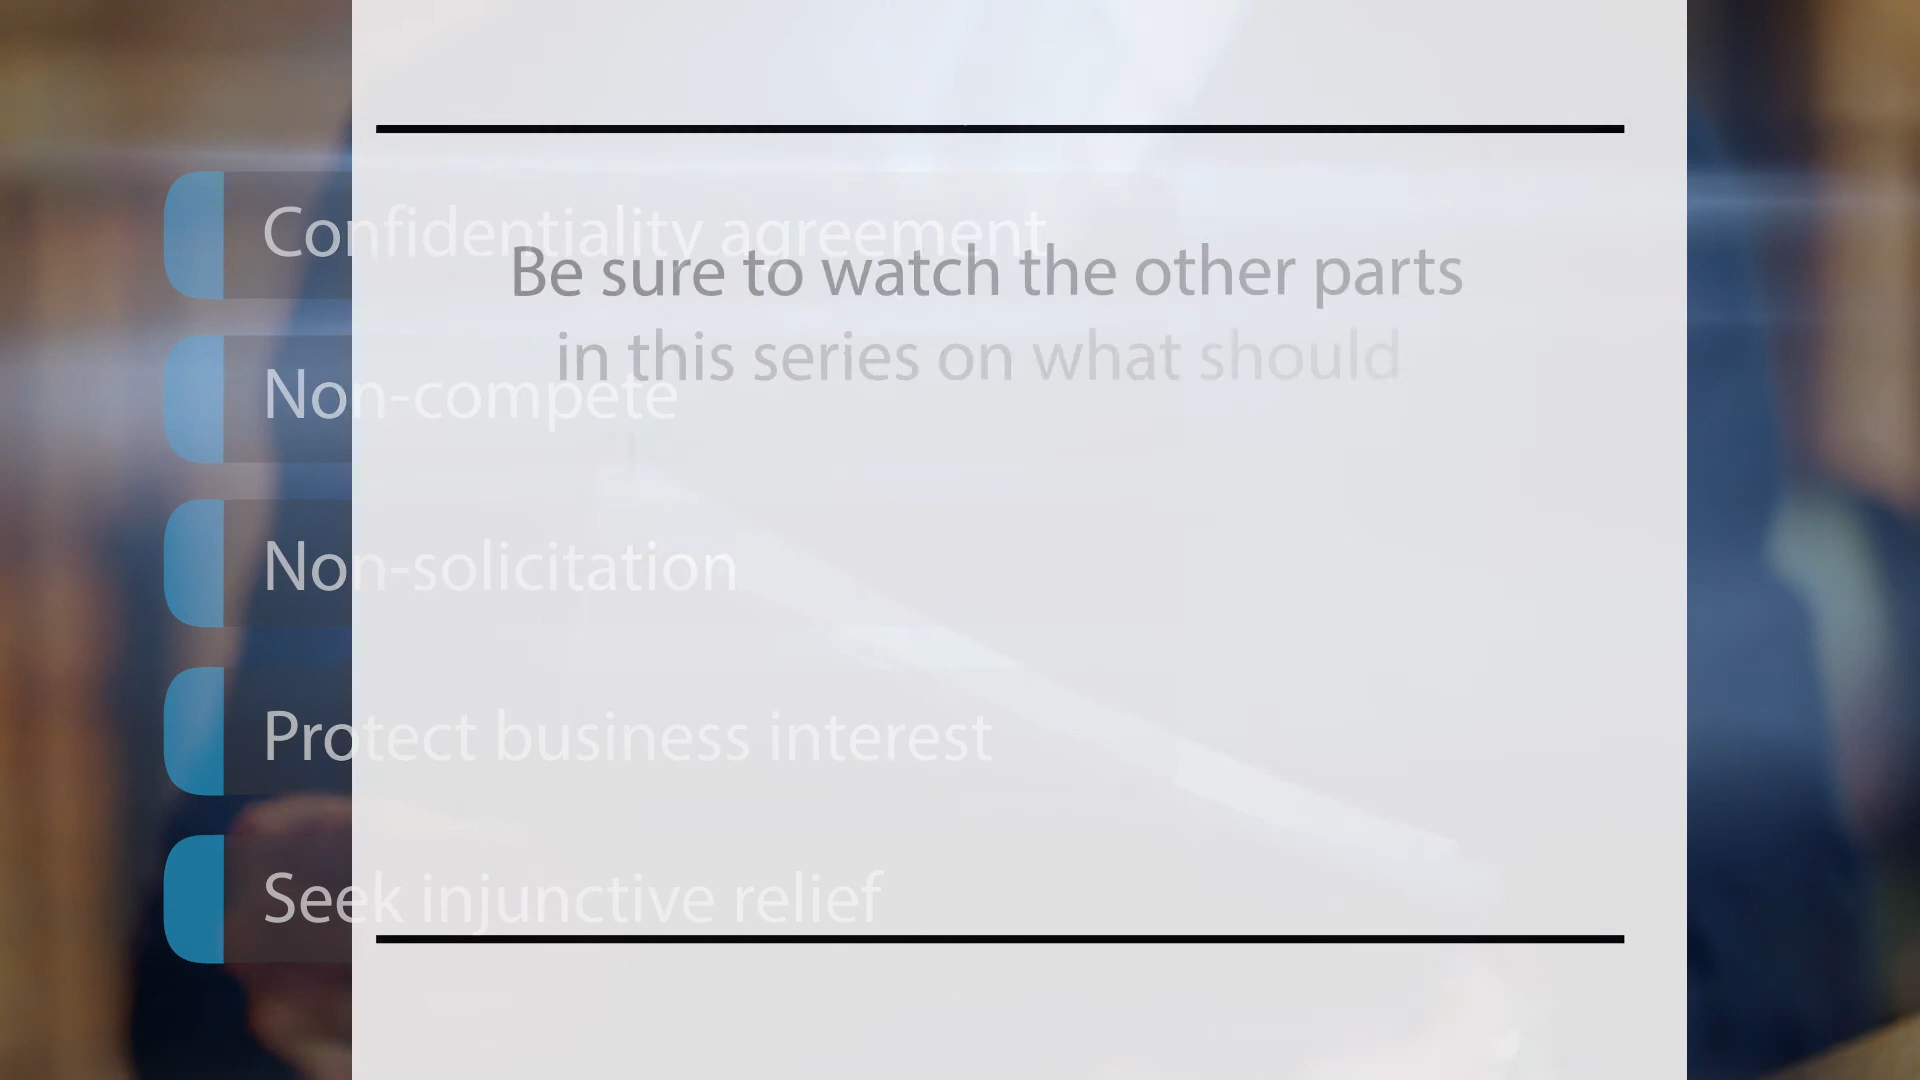 Confidentiality agreement
Be sure to watch the other parts
in this series on what should
Non-compete
Non-solicitation
Protect business interest
Seek injunctive relief